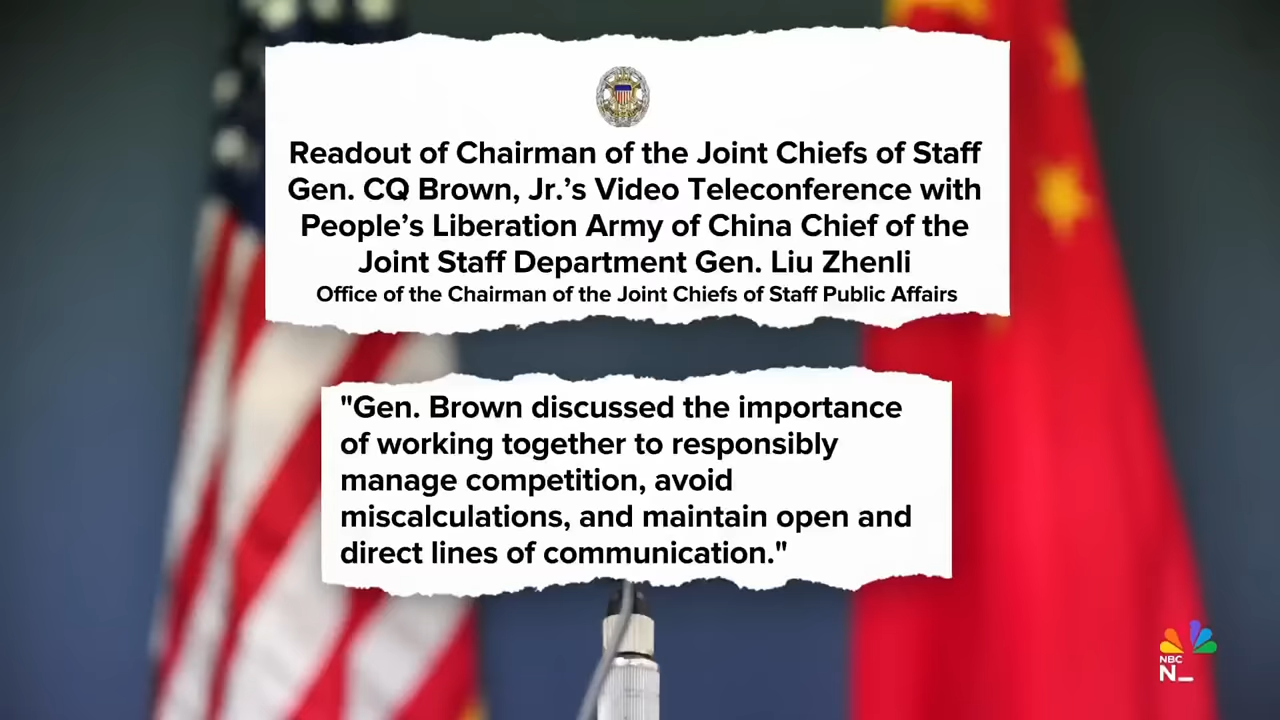 Readout of Chairman of the Joint Chiefs of Staff
Gen. CQ Brown, Jr.’s Video Teleconference with
People’s Liberation Army of China Chief of the
Joint Staff Department Gen. Liu Zhenli
Office of the Chairman of the Joint Chiefs of Staff Public Affairs
"Gen. Brown discussed the importance
of working together to responsibly
manage competition, avoid
miscalculations, and maintain open and
direct lines of communication."
NBC
N_